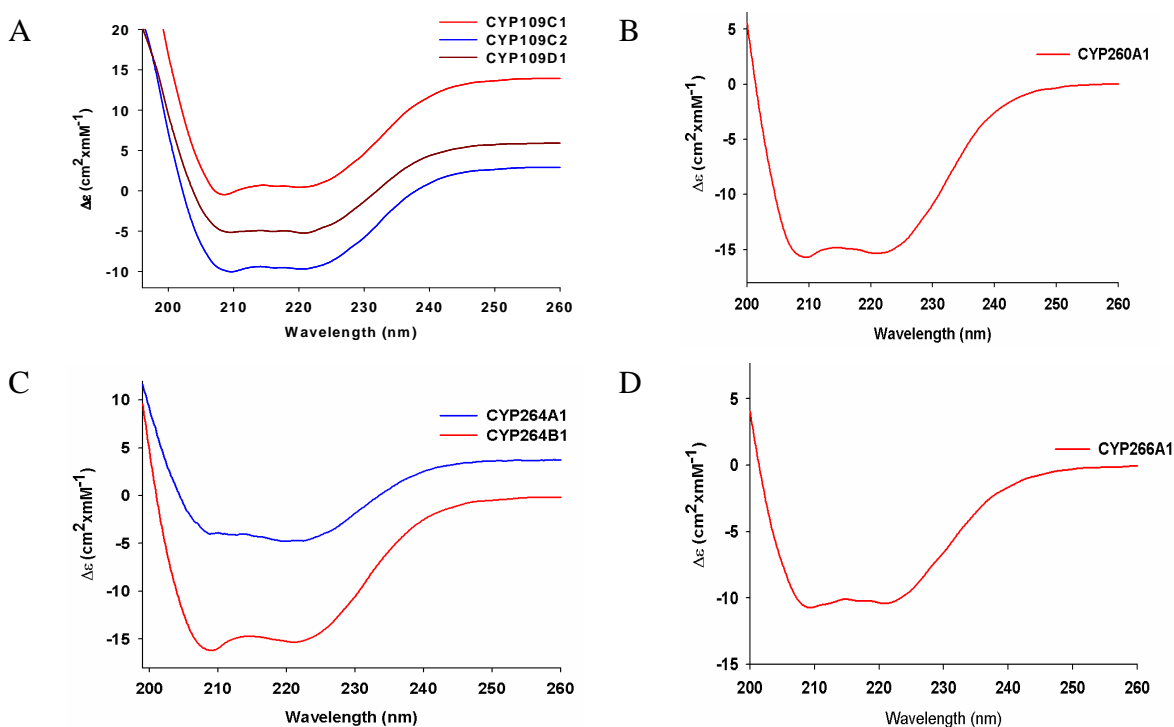 A
CYP109C1
CYP109C2
CYP109D1
20
15
10
5
0
-5
-10
Δε (cm²xmM⁻¹)
200 210 220 230 240 250 260
Wavelength (nm)
B
CYP260A1
5
0
-5
-10
-15
Δε (cm²xmM⁻¹)
200 210 220 230 240 250 260
Wavelength (nm)
C
CYP264A1
CYP264B1
10
5
0
-5
-10
-15
Δε (cm²xmM⁻¹)
200 210 220 230 240 250 260
Wavelength (nm)
D
CYP266A1
5
0
-5
-10
-15
Δε (cm²xmM⁻¹)
200 210 220 230 240 250 260
Wavelength (nm)